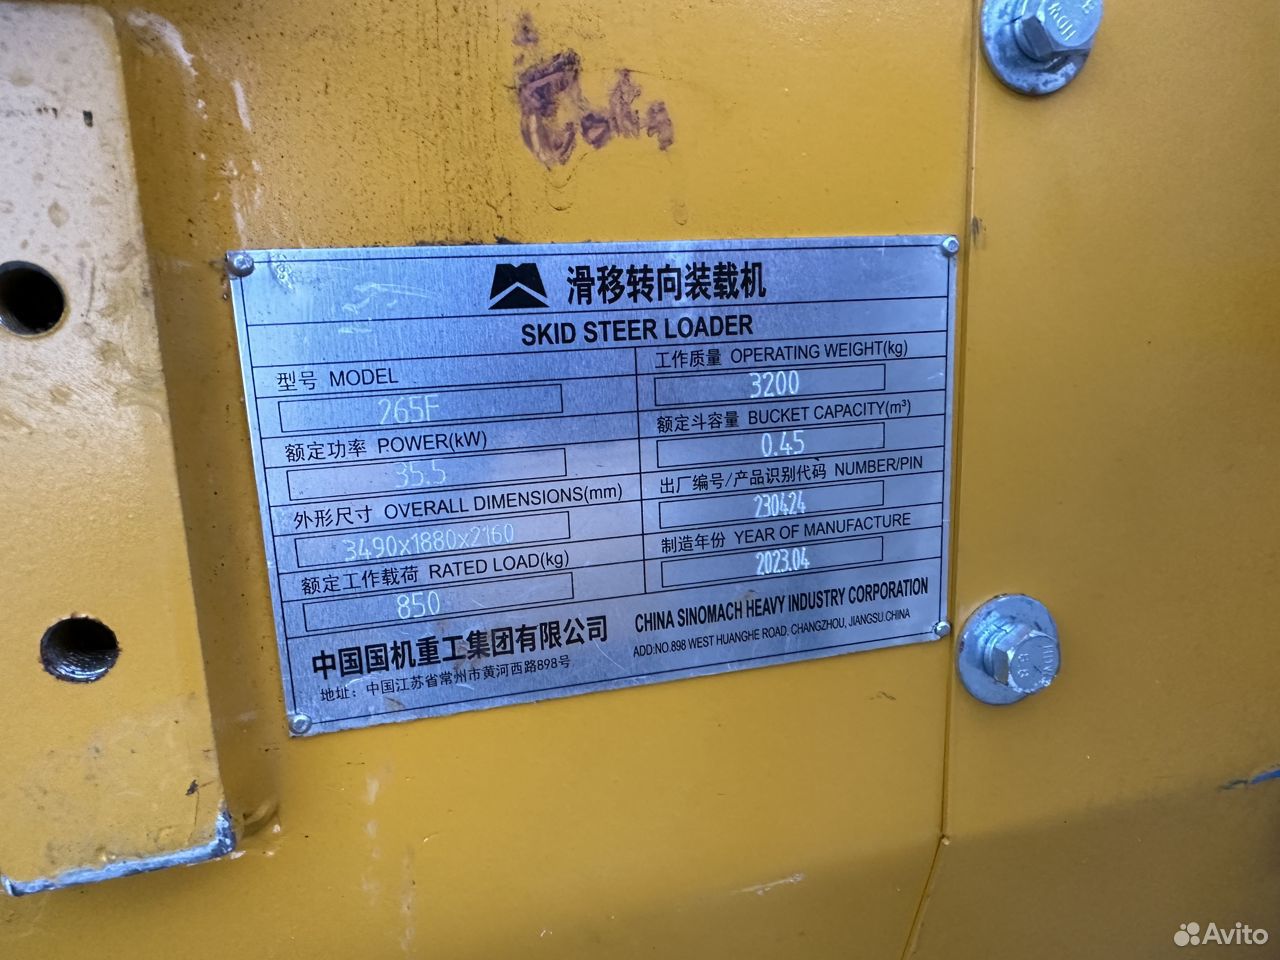 滑移转向装载机
SKID STEER LOADER
型号 MODEL
265F
额定功率 POWER(kW)
35.5
外形尺寸 OVERALL DIMENSIONS(mm)
3490x1880x2160
额定工作载荷 RATED LOAD(kg)
850
工作质量 OPERATING WEIGHT(kg)
3200
额定斗容量 BUCKET CAPACITY(m³)
0.45
出厂编号/产品识别代码 NUMBER/PIN
230424
制造年份 YEAR OF MANUFACTURE
2023.04
中国国机重工集团有限公司
地址：中国江苏省常州市黄河西路898号
CHINA SINOMACH HEAVY INDUSTRY CORPORATION
ADD:NO.898 WEST HUANGHE ROAD, CHANGZHOU, JIANGSU.CHINA
Avito